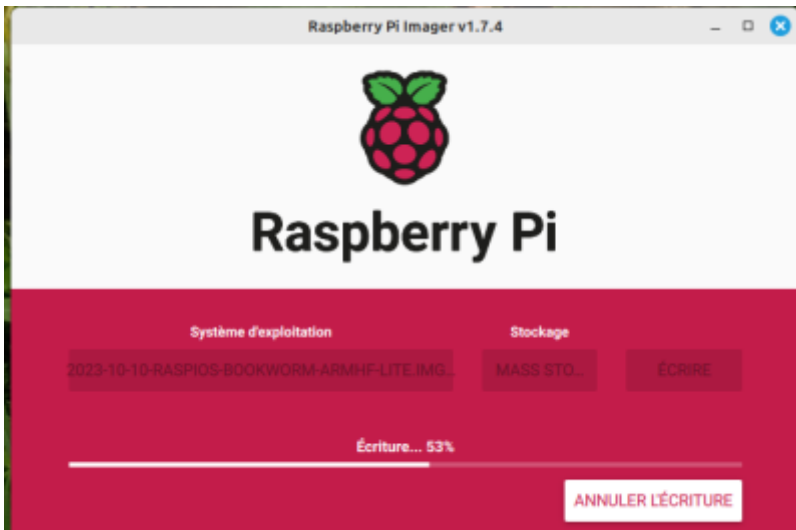 Raspberry Pi Imager v1.7.4
Raspberry Pi
Système d'exploitation Stockage
2023-10-10-RASPIOS-BOOKWORM-ARMHF-LITE.IMG... MASS STO... ÉCRIRE
Écriture... 53%
ANNULER L'ÉCRITURE